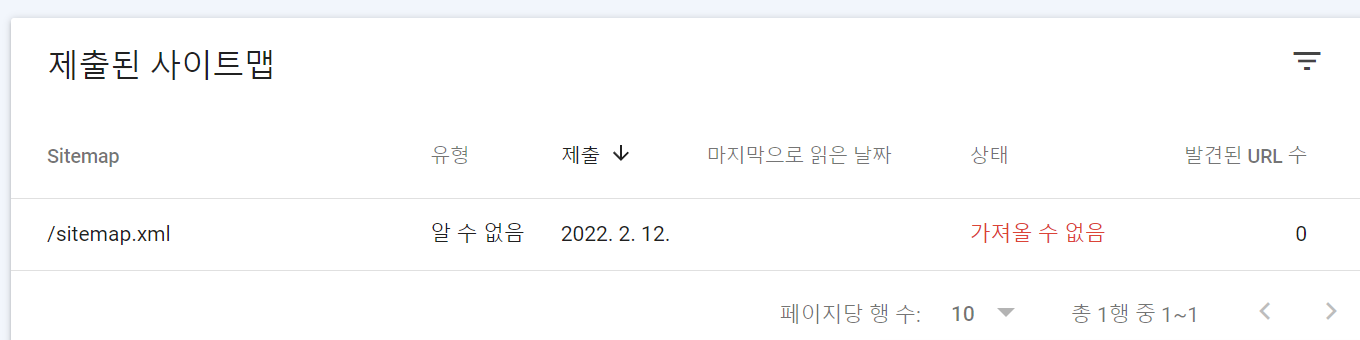 제출된 사이트맵
Sitemap 유형 제출 마지막으로 읽은 날짜 상태 발견된 URL 수
/sitemap.xml 알 수 없음 2022. 2. 12. 가져올 수 없음 0
페이지당 행 수: 10 총 1행 중 1~1